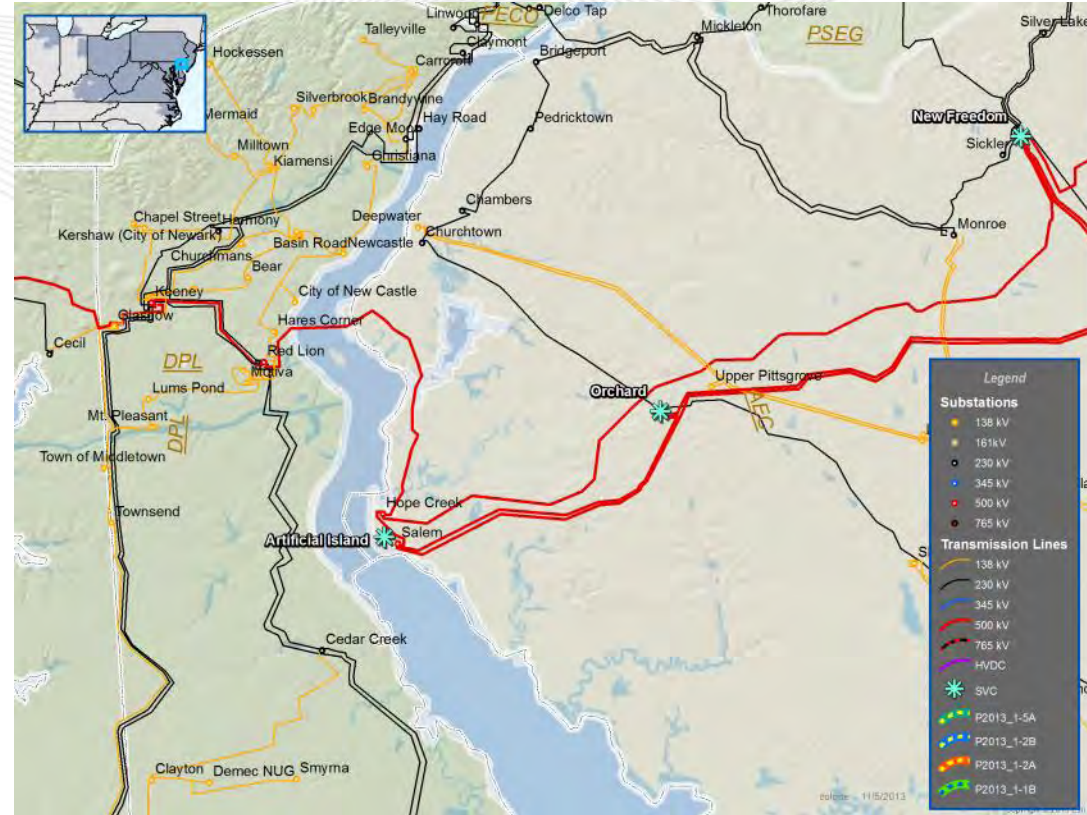 Linwood
PECO
Delco Tap
Thorofare
Talleyville
Mickleton
PSEG
Silver Lake
Hockessen
Claymont
Bridgeport
Carrcroft
Silverbrook
Brandywine
New Freedom
Mermaid
Hay Road
Pedricktown
Edge Moor
Sickler
Milltown
Christiana
Kiamensi
Chambers
Chapel Street
Harmony
Deepwater
Monroe
Kershaw (City of Newark)
Churchtown
Basin Road
Newcastle
Churchmans
Bear
Keeney
City of New Castle
Glasgow
Hares Corner
Cecil
Red Lion
DPL
Motiva
Upper Pittsgrove
Lums Pond
Orchard
AEC
Mt. Pleasant
DPL
Town of Middletown
Hope Creek
Townsend
Salem
Artificial Island
Cedar Creek
Clayton
Demec NUG
Smyrna
Legend
Substations
138 kV
161kV
230 kV
345 kV
500 kV
765 kV
Transmission Lines
138 kV
230 kV
345 kV
500 kV
765 kV
HVDC
SVC
P2013_1-5A
P2013_1-2B
P2013_1-2A
P2013_1-1B
11/5/2013